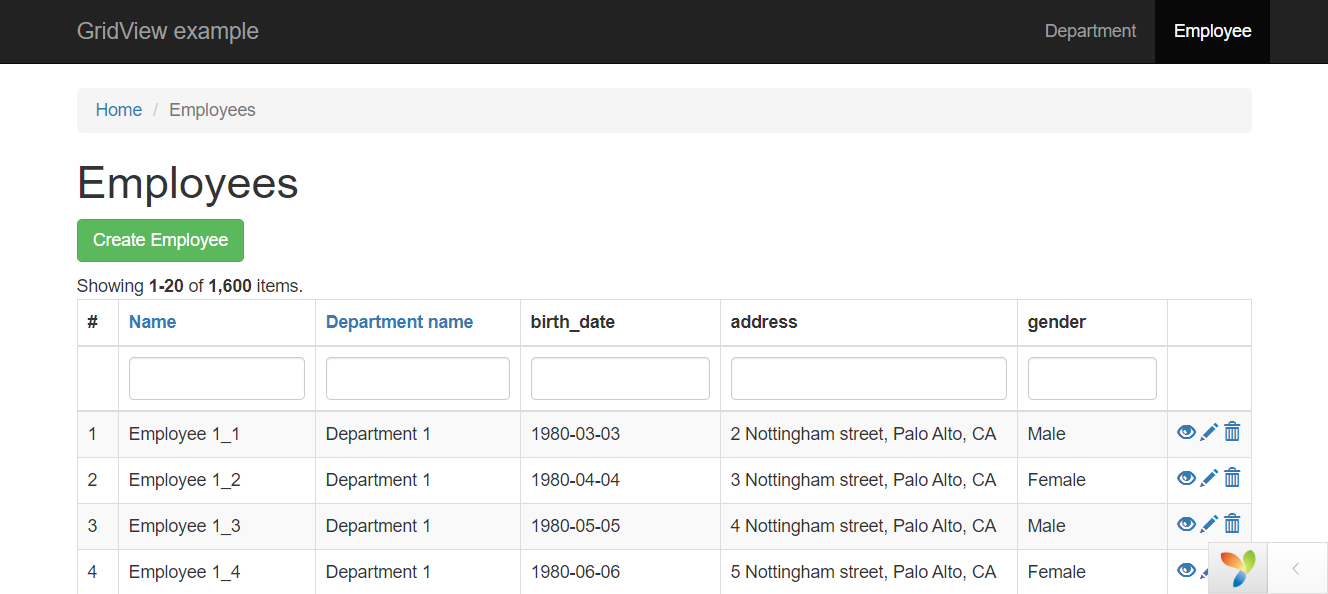 GridView example Department Employee
Home / Employees
Employees
Create Employee
Showing 1-20 of 1,600 items.
# Name Department name birth_date address gender
1 Employee 1_1 Department 1 1980-03-03 2 Nottingham street, Palo Alto, CA Male
2 Employee 1_2 Department 1 1980-04-04 3 Nottingham street, Palo Alto, CA Female
3 Employee 1_3 Department 1 1980-05-05 4 Nottingham street, Palo Alto, CA Male
4 Employee 1_4 Department 1 1980-06-06 5 Nottingham street, Palo Alto, CA Female